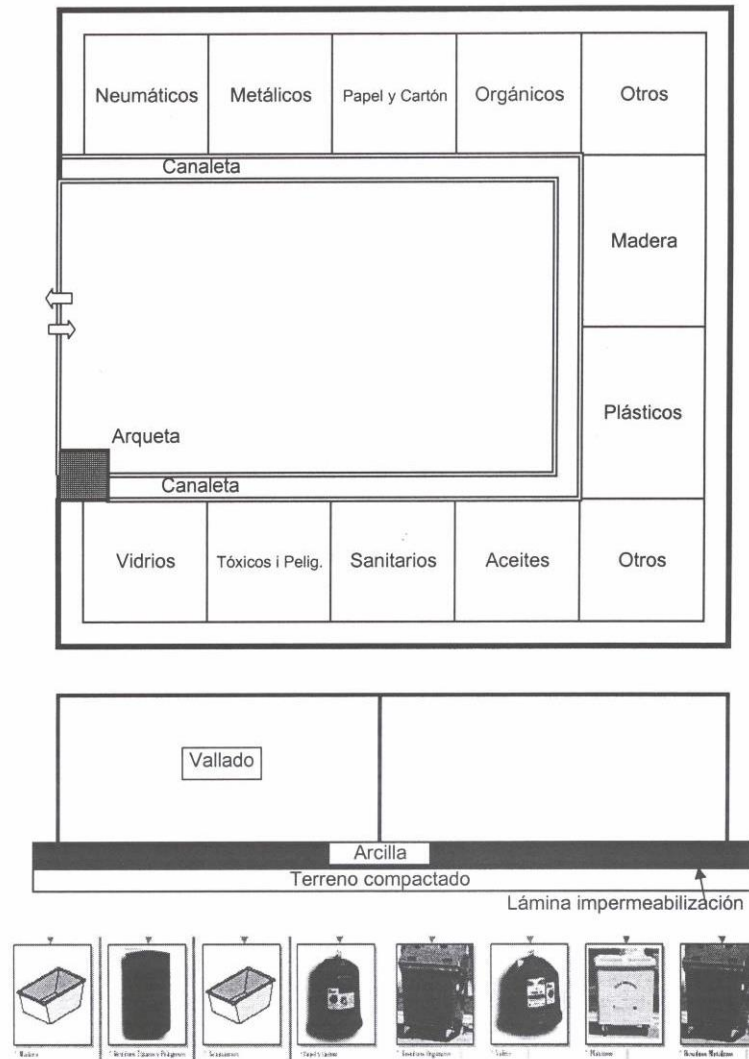 Neumáticos
Metálicos
Papel y Cartón
Orgánicos
Otros
Canaleta
Madera
Plásticos
Arqueta
Canaleta
Vidrios
Tóxicos i Pelig.
Sanitarios
Aceites
Otros
Vallado
Arcilla
Terreno compactado
Lámina impermeabilización